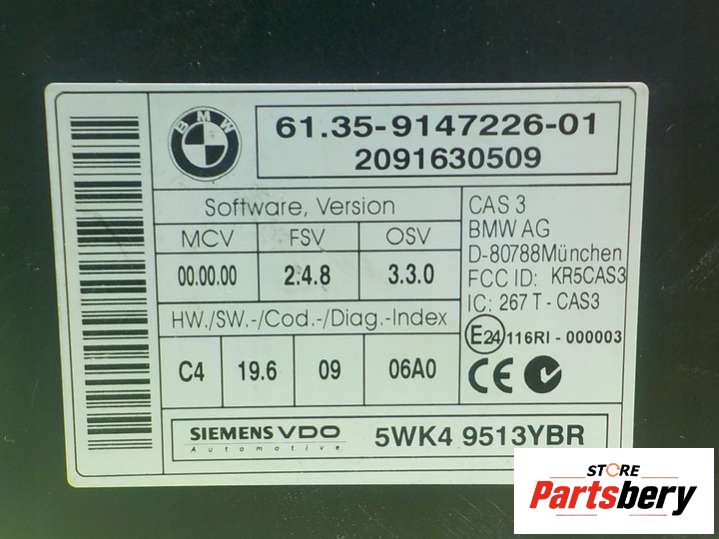 BMW
61.35-9147226-01
2091630509
Software, Version
MCV FSV OSV
00.00.00 2.4.8 3.3.0
HW./SW.-/Cod.-/Diag.-Index
C4 19.6 09 06A0
CAS 3
BMW AG
D-80788München
FCC ID: KR5CAS3
IC: 267 T - CAS3
E24 116RI - 000003
CE
SIEMENS VDO
Automotive
5WK4 9513YBR
STORE
Partsbery